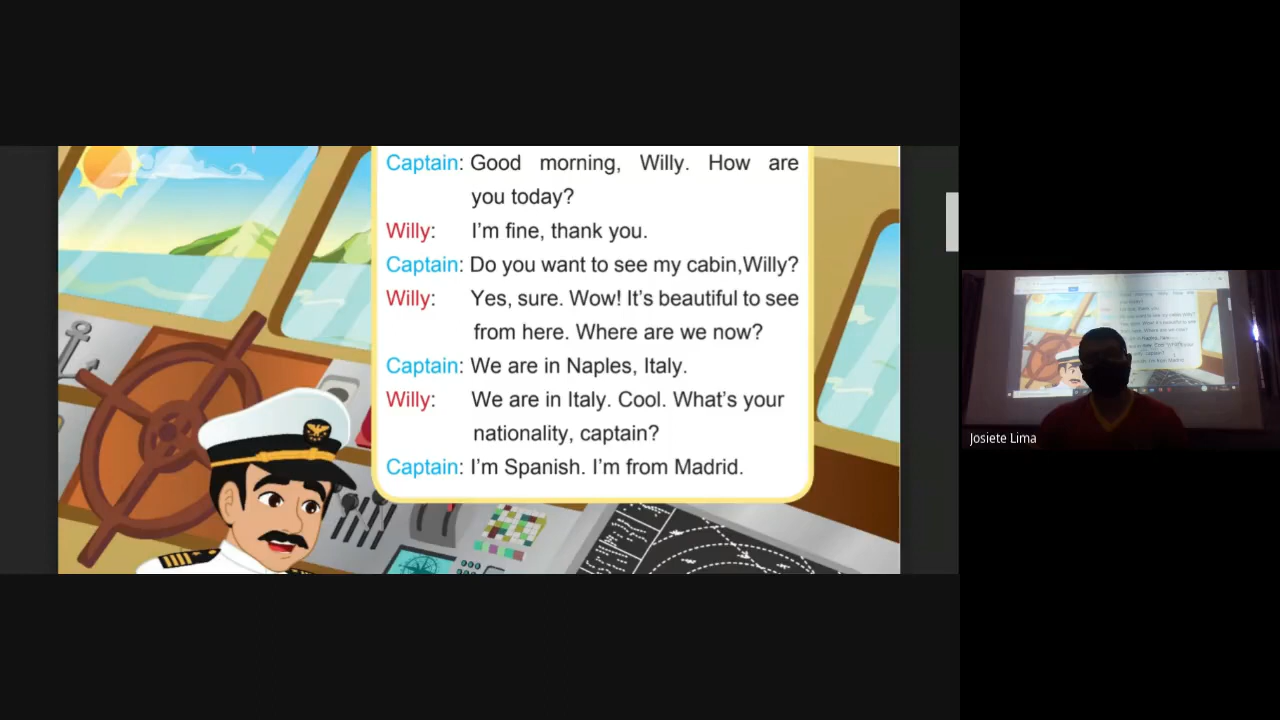 Captain: Good morning, Willy. How are
you today?
Willy: I'm fine, thank you.
Captain: Do you want to see my cabin,Willy?
Willy: Yes, sure. Wow! It's beautiful to see
from here. Where are we now?
Captain: We are in Naples, Italy.
Willy: We are in Italy. Cool. What's your
nationality, captain?
Captain: I'm Spanish. I'm from Madrid.
Josiete Lima